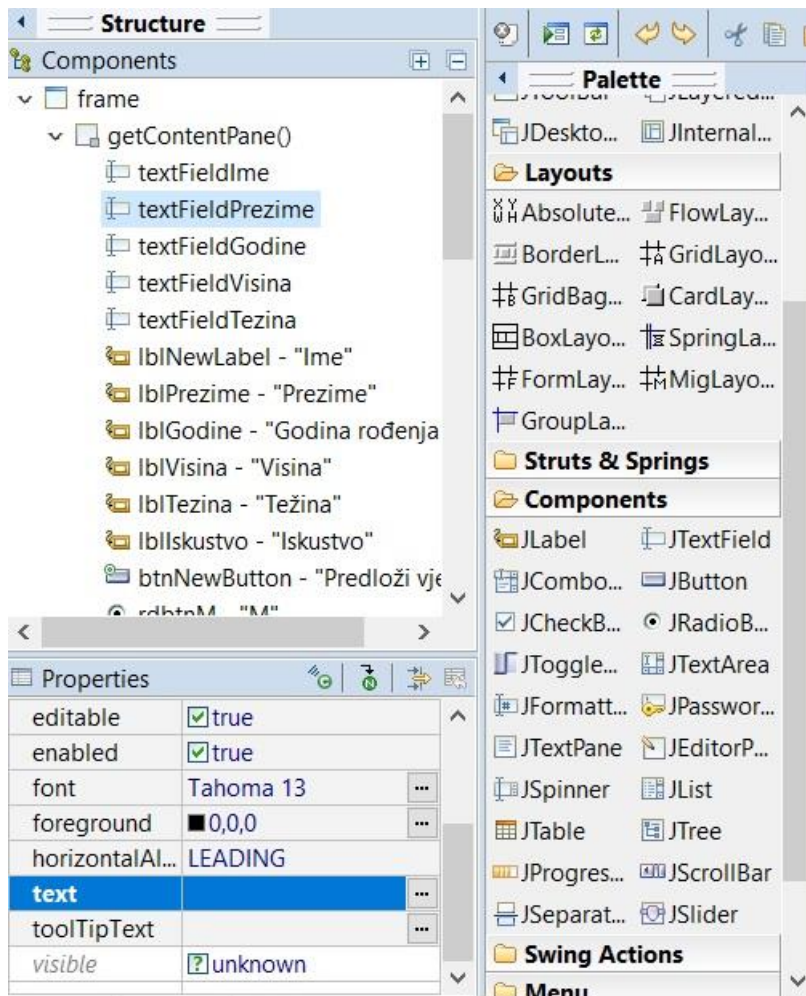 Structure
Components
frame
getContentPane()
textFieldIme
textFieldPrezime
textFieldGodine
textFieldVisina
textFieldTezina
lblNewLabel - "Ime"
lblPrezime - "Prezime"
lblGodine - "Godina rođenja
lblVisina - "Visina"
lblTezina - "Težina"
lblIskustvo - "Iskustvo"
btnNewButton - "Predloži vje
rdbtnM - "M"
Properties
editable true
enabled true
font Tahoma 13 ...
foreground 0,0,0 ...
horizontalAl... LEADING
text ...
toolTipText ...
visible unknown
Palette
JToolBar JLayered...
JDeskto... JInternal...
Layouts
Absolute... FlowLay...
BorderL... GridLayo...
GridBag... CardLay...
BoxLayo... SpringLa...
FormLay... MigLayo...
GroupLa...
Struts & Springs
Components
JLabel JTextField
JCombo... JButton
JCheckB... JRadioB...
JToggle... JTextArea
JFormatt... JPasswor...
JTextPane JEditorP...
JSpinner JList
JTable JTree
JProgres... JScrollBar
JSeparat... JSlider
Swing Actions
Menu